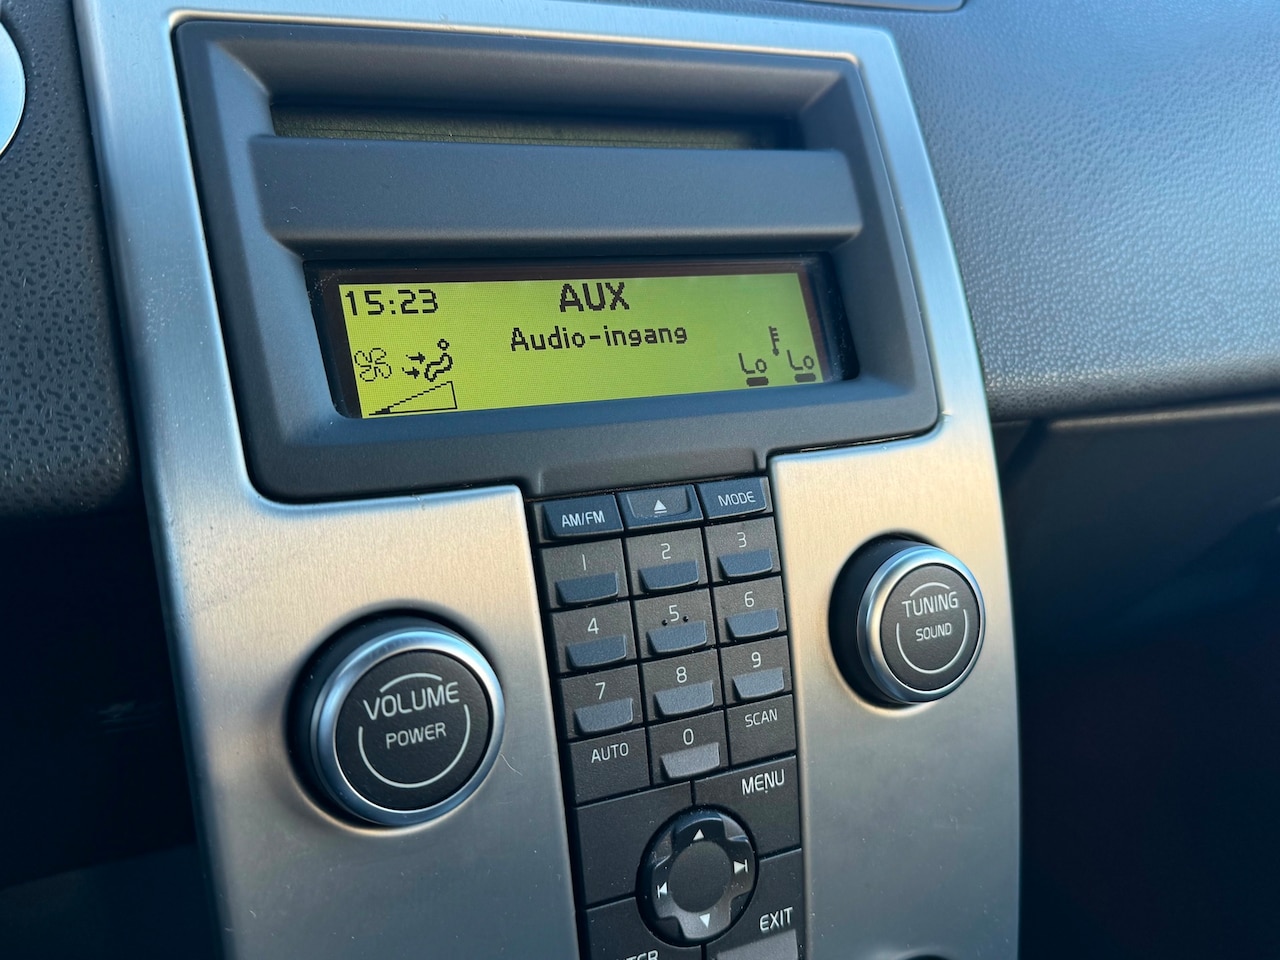 15:23
AUX
Audio-ingang
Lo Lo
AM/FM
MODE
1 2 3
4 5 6
7 8 9
AUTO 0 SCAN
MENU
EXIT
VOLUME
POWER
TUNING
SOUND